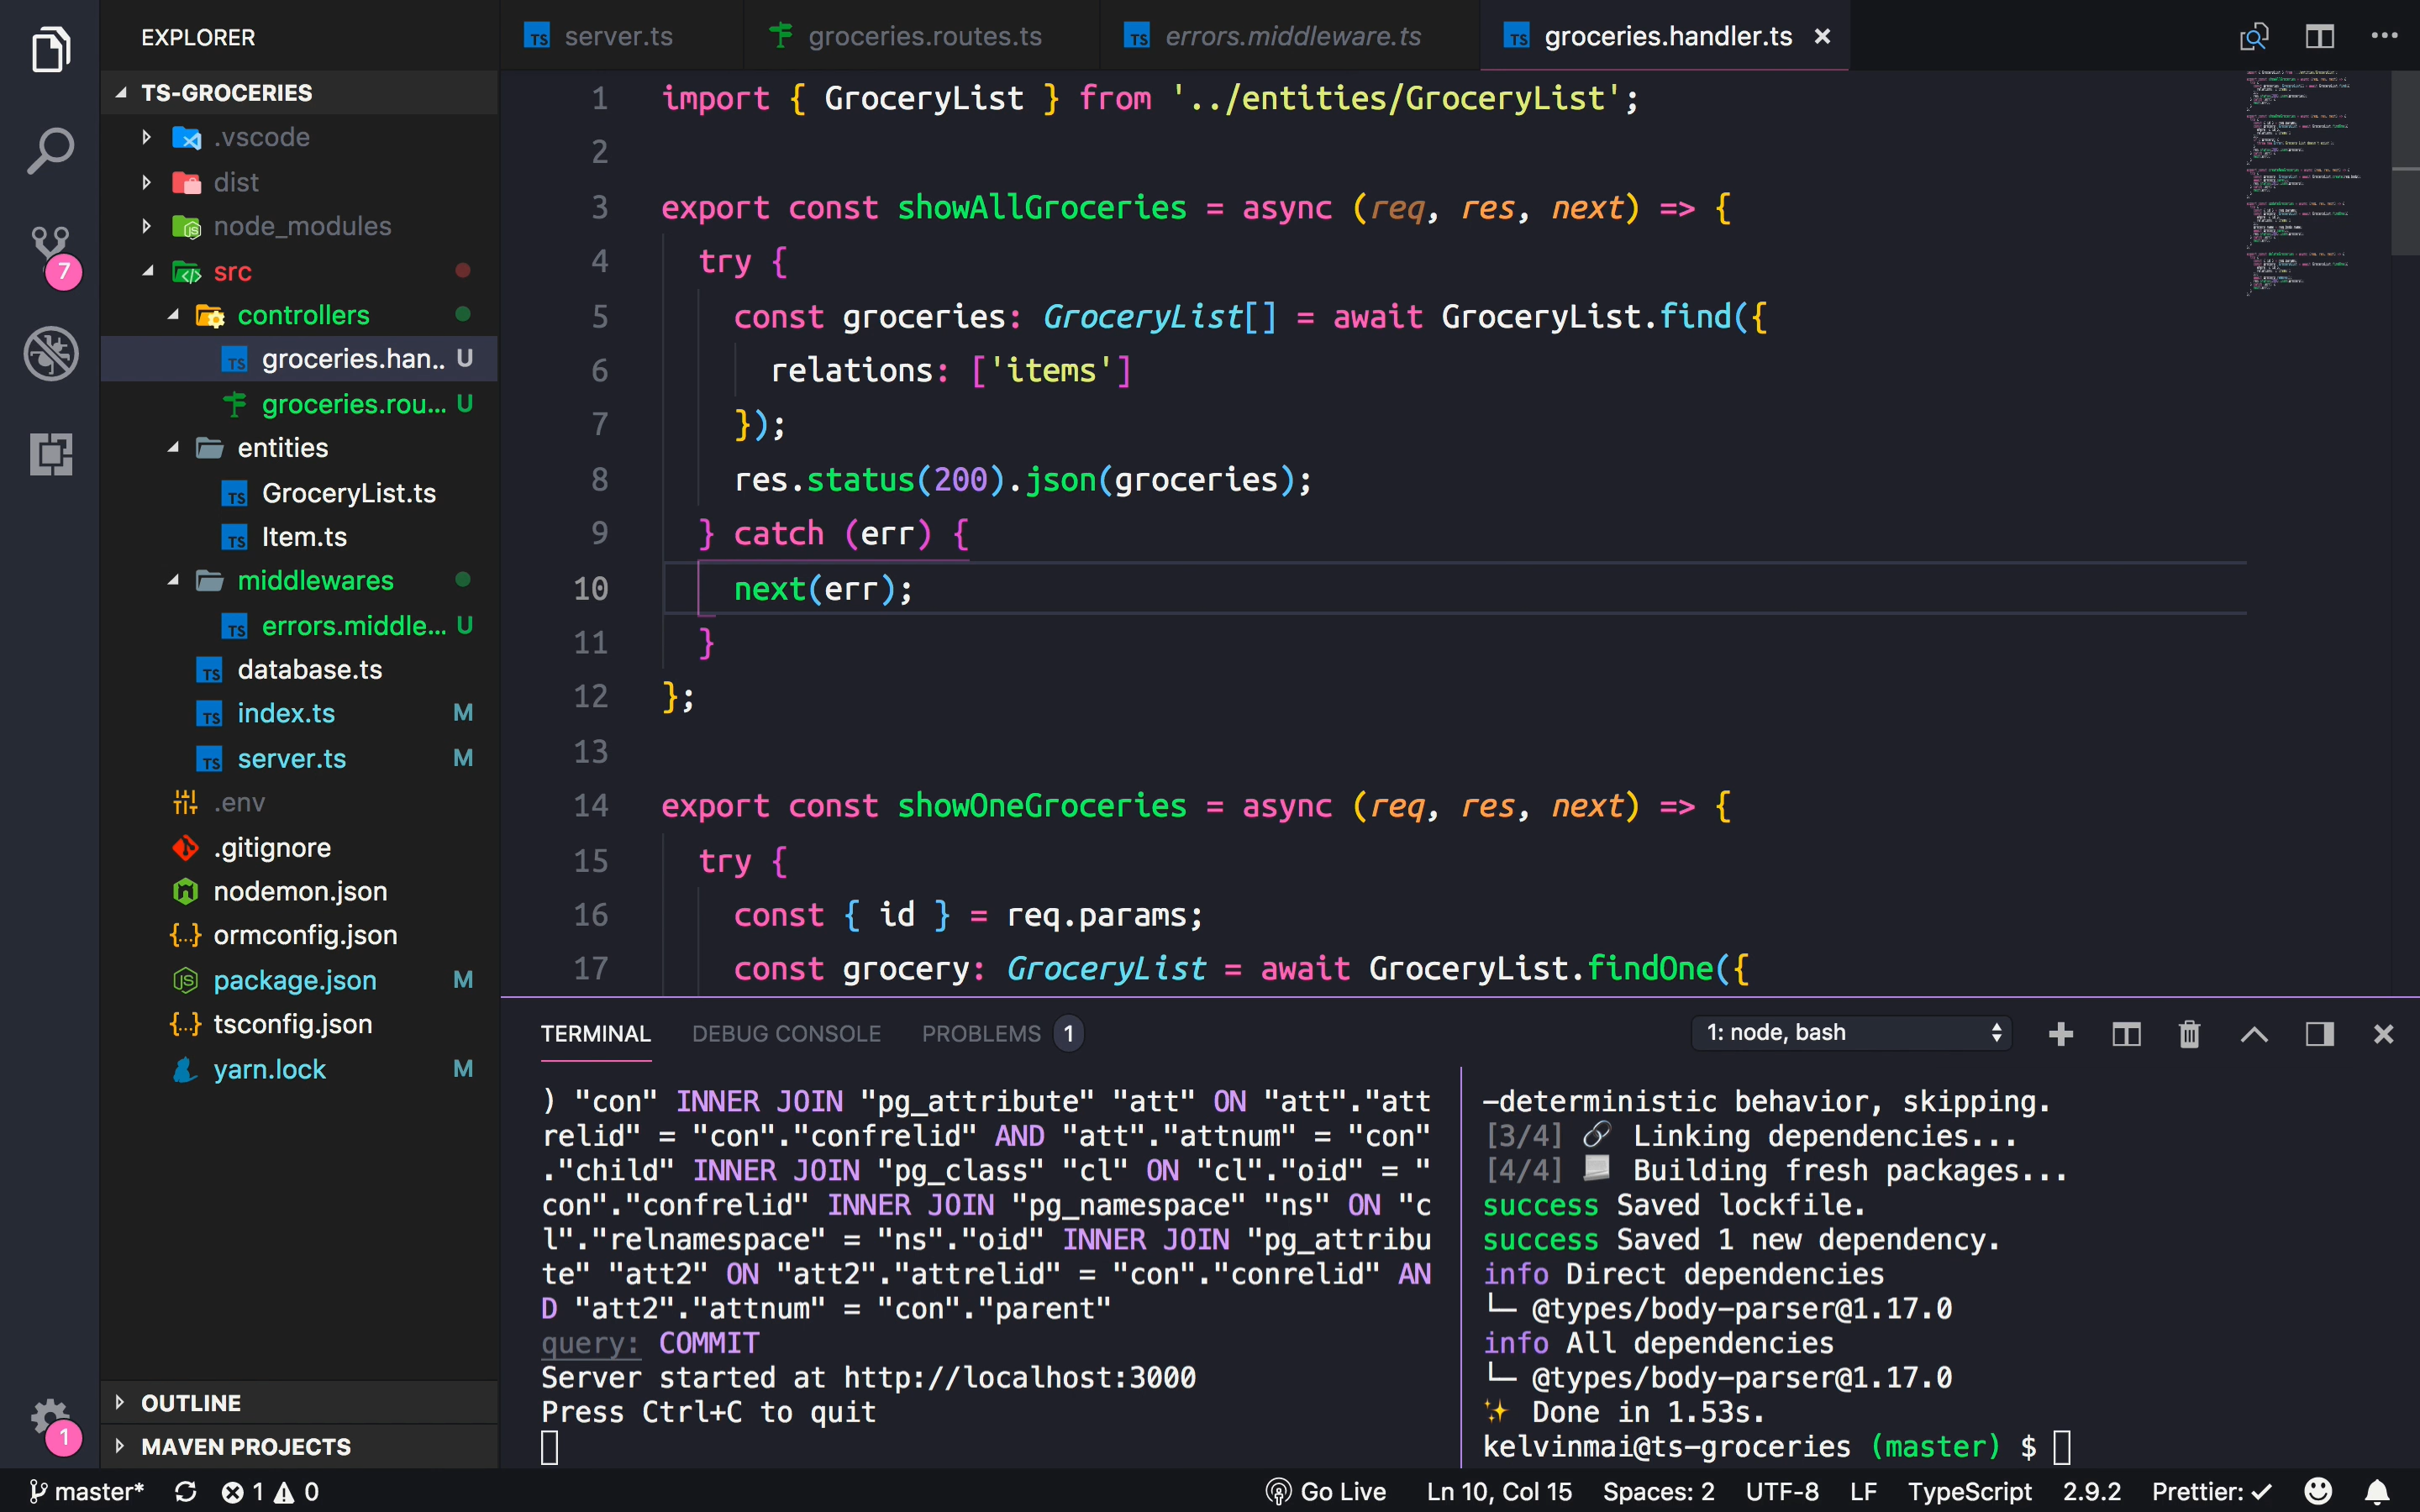 EXPLORER
TS-GROCERIES
.vscode
dist
node_modules
src
controllers
groceries.han.. U
groceries.rou... U
entities
GroceryList.ts
Item.ts
middlewares
errors.middle... U
database.ts
index.ts M
server.ts M
.env
.gitignore
nodemon.json
ormconfig.json
package.json M
tsconfig.json
yarn.lock M
OUTLINE
MAVEN PROJECTS
7
1
server.ts groceries.routes.ts errors.middleware.ts groceries.handler.ts
1 import { GroceryList } from '../entities/GroceryList';
2
3 export const showAllGroceries = async (req, res, next) => {
4 try {
5 const groceries: GroceryList[] = await GroceryList.find({
6 relations: ['items']
7 });
8 res.status(200).json(groceries);
9 } catch (err) {
10 next(err);
11 }
12 };
13
14 export const showOneGroceries = async (req, res, next) => {
15 try {
16 const { id } = req.params;
17 const grocery: GroceryList = await GroceryList.findOne({
TERMINAL DEBUG CONSOLE PROBLEMS 1 1: node, bash
) "con" INNER JOIN "pg_attribute" "att" ON "att"."att
relid" = "con"."confrelid" AND "att"."attnum" = "con"
."child" INNER JOIN "pg_class" "cl" ON "cl"."oid" = "
con"."confrelid" INNER JOIN "pg_namespace" "ns" ON "c
l"."relnamespace" = "ns"."oid" INNER JOIN "pg_attribu
te" "att2" ON "att2"."attrelid" = "con"."conrelid" AN
D "att2"."attnum" = "con"."parent"
query: COMMIT
Server started at http://localhost:3000
Press Ctrl+C to quit
-deterministic behavior, skipping.
[3/4] 🔗 Linking dependencies...
[4/4] 📃 Building fresh packages...
success Saved lockfile.
success Saved 1 new dependency.
info Direct dependencies
└─ @types/body-parser@1.17.0
info All dependencies
└─ @types/body-parser@1.17.0
✨ Done in 1.53s.
kelvinmai@ts-groceries (master) $
master* 1 0 Go Live Ln 10, Col 15 Spaces: 2 UTF-8 LF TypeScript 2.9.2 Prettier: ✓